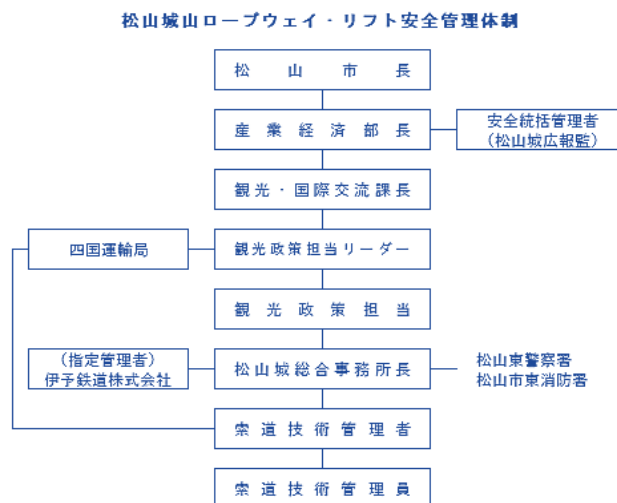 松山城山ロープウェイ・リフト安全管理体制
松山市長
産業経済部長
安全統括管理者
(松山城広報監)
観光・国際交流課長
四国運輸局
観光政策担当リーダー
観光政策担当
(指定管理者)
伊予鉄道株式会社
松山城総合事務所長
松山東警察署
松山市東消防署
索道技術管理者
索道技術管理員